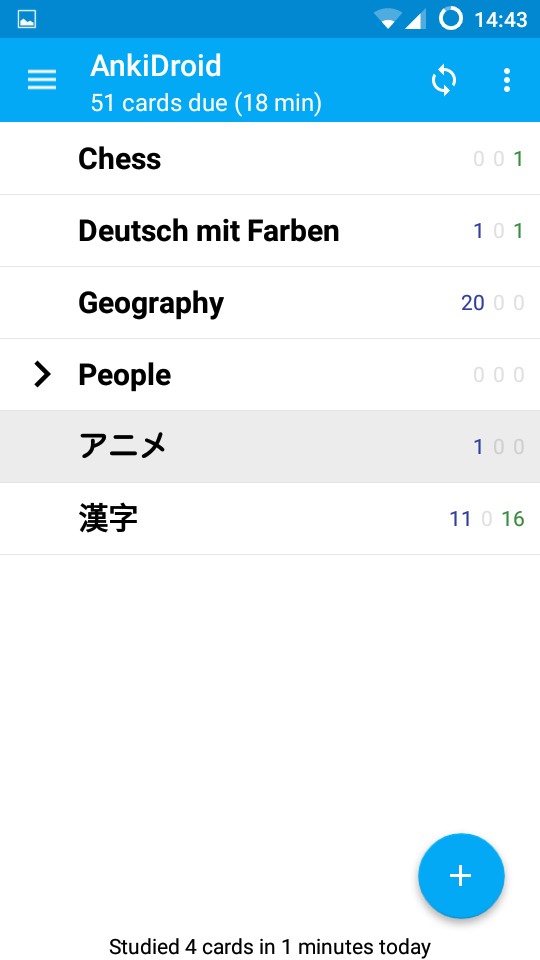 14:43
AnkiDroid
51 cards due (18 min)
Chess 0 0 1
Deutsch mit Farben 1 0 1
Geography 20 0 0
People 0 0 0
アニメ 1 0 0
漢字 11 0 16
Studied 4 cards in 1 minutes today